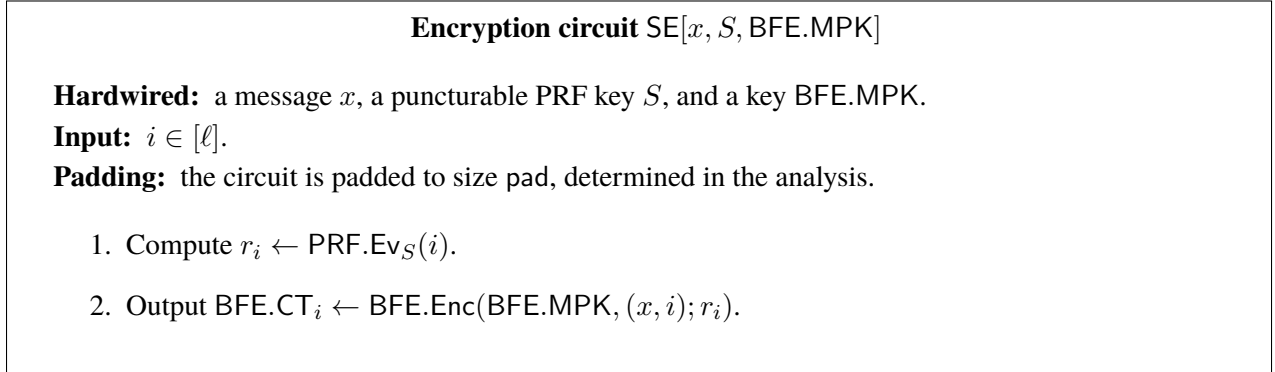 Encryption circuit SE[x, S, BFE.MPK]
Hardwired: a message x, a puncturable PRF key S, and a key BFE.MPK.
Input: i ∈ [ℓ].
Padding: the circuit is padded to size pad, determined in the analysis.
1. Compute r_i ← PRF.Ev_S(i).
2. Output BFE.CT_i ← BFE.Enc(BFE.MPK, (x, i); r_i).